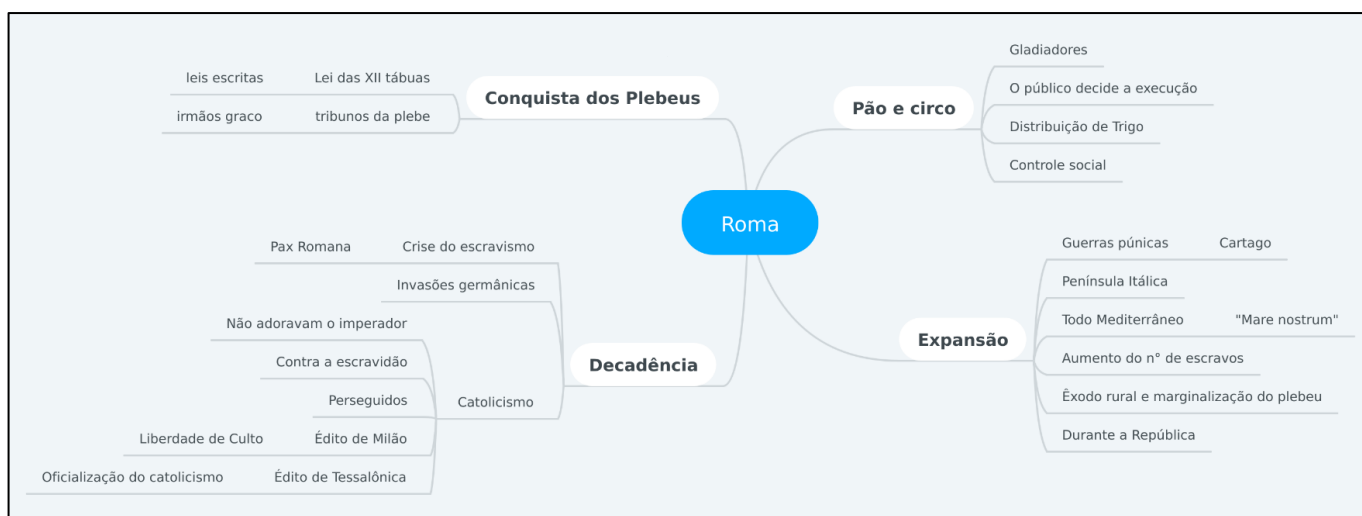 Roma
Conquista dos Plebeus
Lei das XII tábuas
leis escritas
tribunos da plebe
irmãos graco
Pão e circo
Gladiadores
O público decide a execução
Distribuição de Trigo
Controle social
Decadência
Crise do escravismo
Pax Romana
Invasões germânicas
Catolicismo
Não adoravam o imperador
Contra a escravidão
Perseguidos
Édito de Milão
Liberdade de Culto
Édito de Tessalônica
Oficialização do catolicismo
Expansão
Guerras púnicas
Cartago
Península Itálica
Todo Mediterrâneo
"Mare nostrum"
Aumento do n° de escravos
Êxodo rural e marginalização do plebeu
Durante a República